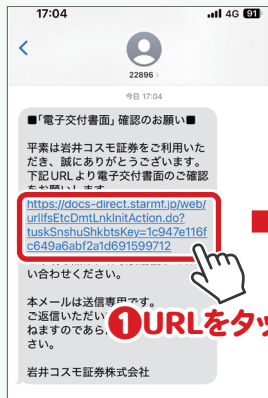 17:04
4G 91
22896
今日 17:04
■「電子交付書面」確認のお願い■
平素は岩井コスモ証券をご利用いた
だき、誠にありがとうございます。
下記URLより電子交付書面のご確認
をお願いします
https://docs-direct.starmf.jp/web/
urlIfsEtcDmtLnkInitAction.do?
tuskSnshuShkbtsKey=1c947e116f
c649a6abf2a1d691599712
い合わせください。
本メールは送信専用です。
ご返信いただい
ねますのであら
さい。
❶URLをタッ
岩井コスモ証券株式会社